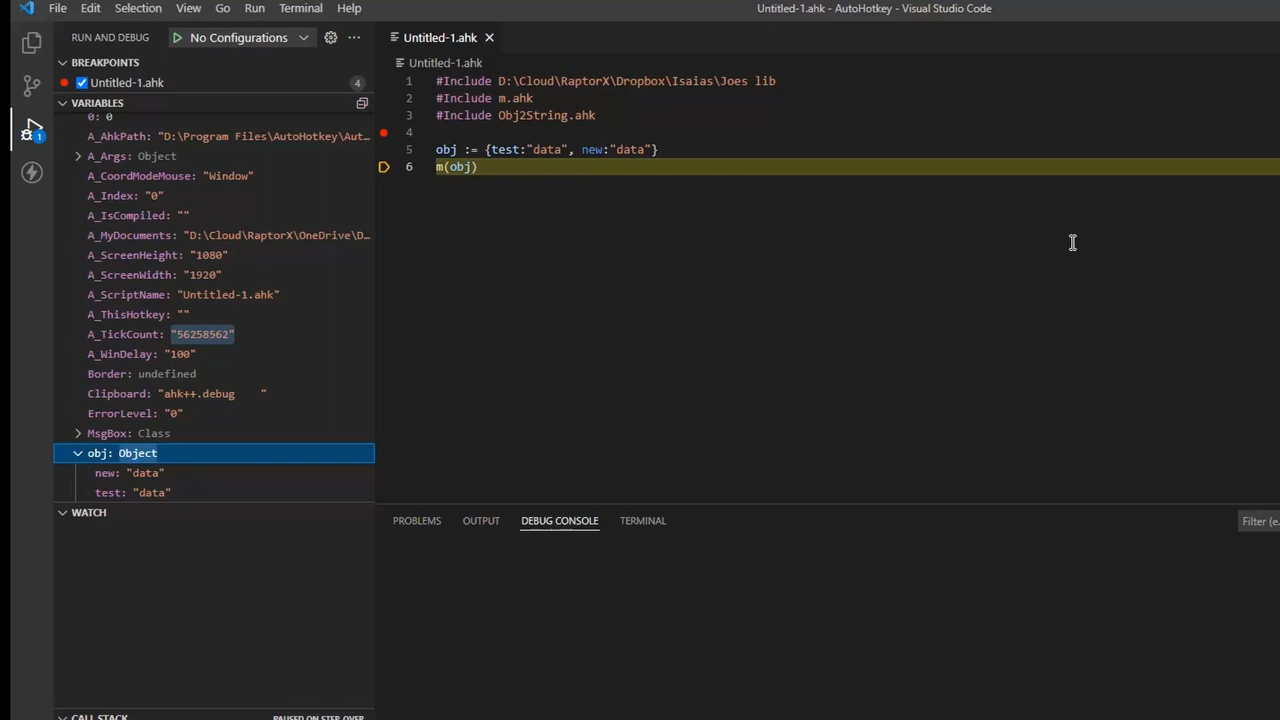 File Edit Selection View Go Run Terminal Help
Untitled-1.ahk - AutoHotkey - Visual Studio Code
RUN AND DEBUG No Configurations
BREAKPOINTS
Untitled-1.ahk 4
VARIABLES
0: 0
A_AhkPath: "D:\Program Files\AutoHotkey\Aut…
A_Args: Object
A_CoordModeMouse: "Window"
A_Index: "0"
A_IsCompiled: ""
A_MyDocuments: "D:\Cloud\RaptorX\OneDrive\D…
A_ScreenHeight: "1080"
A_ScreenWidth: "1920"
A_ScriptName: "Untitled-1.ahk"
A_ThisHotkey: ""
A_TickCount: "56258562"
A_WinDelay: "100"
Border: undefined
Clipboard: "ahk++.debug    "
ErrorLevel: "0"
MsgBox: Class
obj: Object
new: "data"
test: "data"
WATCH
CALL STACK PAUSED ON STEP OVER
1
Untitled-1.ahk
Untitled-1.ahk
1 #Include D:\Cloud\RaptorX\Dropbox\Isaias\Joes lib
2 #Include m.ahk
3 #Include Obj2String.ahk
4
5 obj := {test:"data", new:"data"}
6 m(obj)
PROBLEMS OUTPUT DEBUG CONSOLE TERMINAL Filter (e.